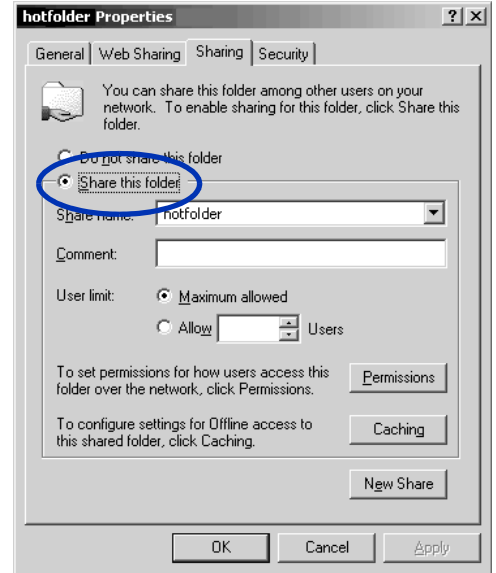 hotfolder Properties
General Web Sharing Sharing Security
You can share this folder among other users on your
network. To enable sharing for this folder, click Share this
folder.
Do not share this folder
Share this folder
Share name: hotfolder
Comment:
User limit: Maximum allowed
Allow Users
To set permissions for how users access this
folder over the network, click Permissions.
Permissions
To configure settings for Offline access to
this shared folder, click Caching.
Caching
New Share
OK Cancel Apply